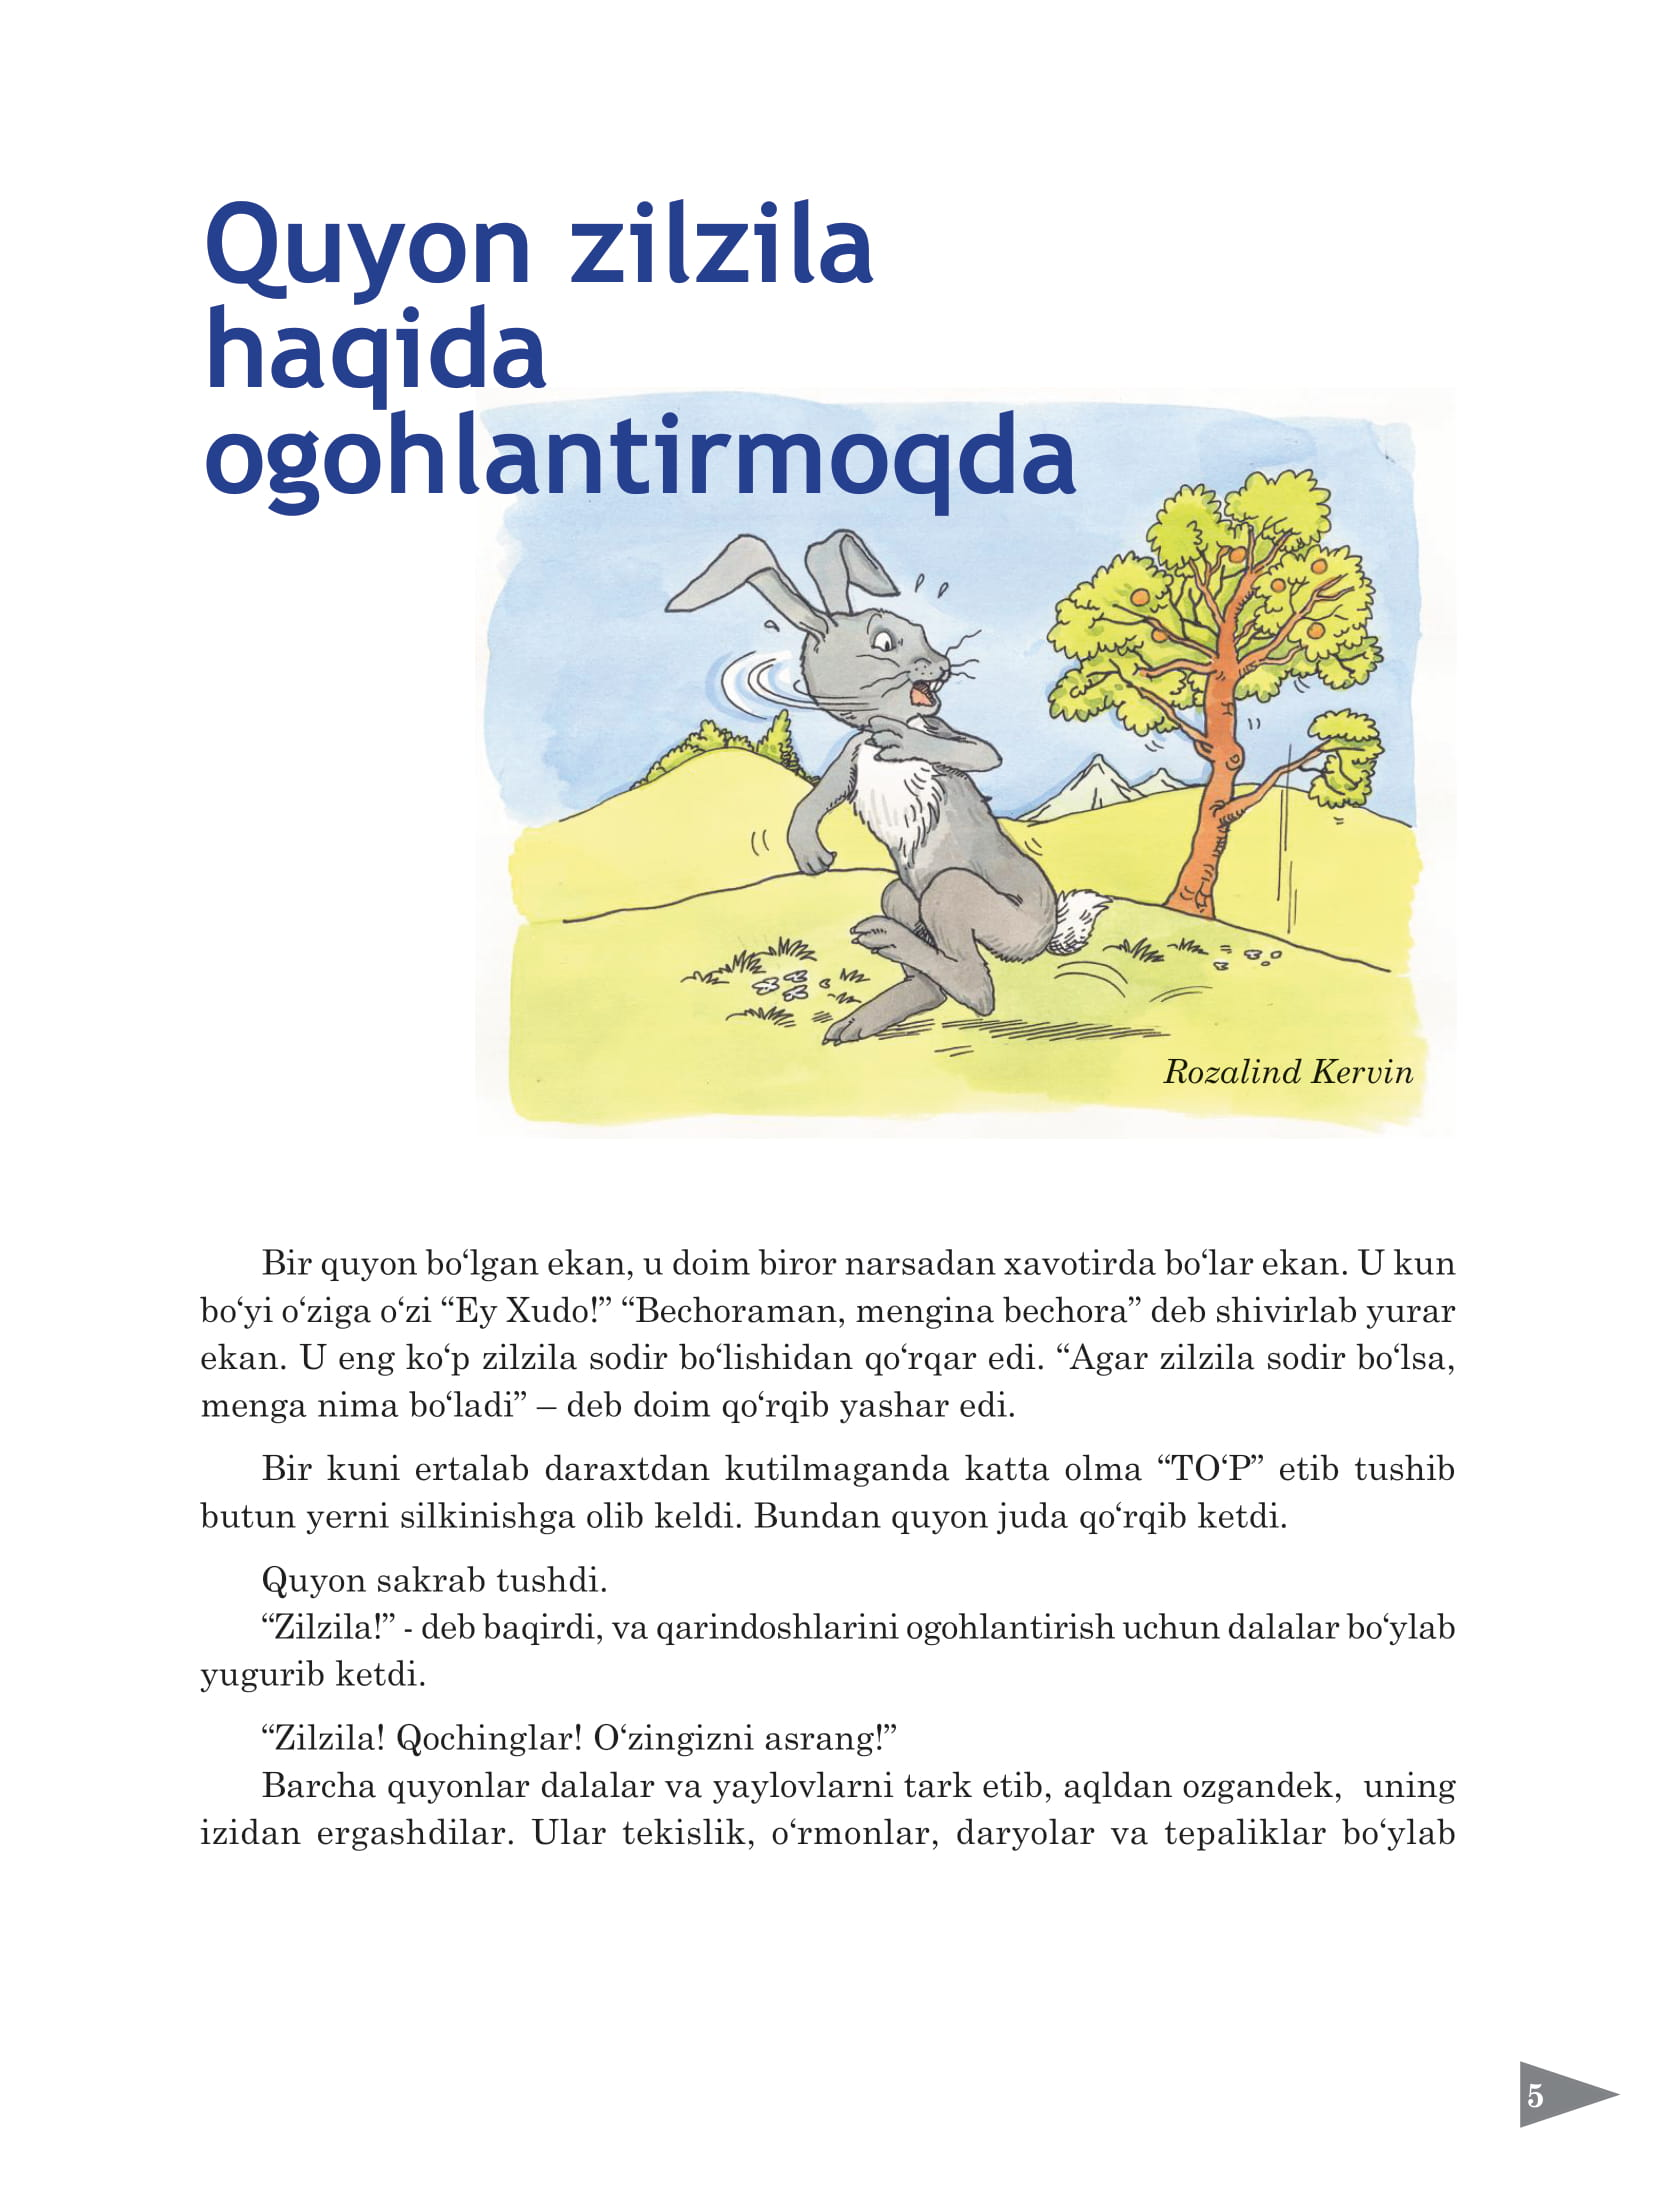 Quyon zilzila
haqida
ogohlantirmoqda
Rozalind Kervin
Bir quyon bo‘lgan ekan, u doim biror narsadan xavotirda bo‘lar ekan. U kun
bo‘yi o‘ziga o‘zi “Ey Xudo!” “Bechoraman, mengina bechora” deb shivirlab yurar
ekan. U eng ko‘p zilzila sodir bo‘lishidan qo‘rqar edi. “Agar zilzila sodir bo‘lsa,
menga nima bo‘ladi” – deb doim qo‘rqib yashar edi.
Bir kuni ertalab daraxtdan kutilmaganda katta olma “TO‘P” etib tushib
butun yerni silkinishga olib keldi. Bundan quyon juda qo‘rqib ketdi.
Quyon sakrab tushdi.
“Zilzila!” - deb baqirdi, va qarindoshlarini ogohlantirish uchun dalalar bo‘ylab
yugurib ketdi.
“Zilzila! Qochinglar! O‘zingizni asrang!”
Barcha quyonlar dalalar va yaylovlarni tark etib, aqldan ozgandek, uning
izidan ergashdilar. Ular tekislik, o‘rmonlar, daryolar va tepaliklar bo‘ylab
5